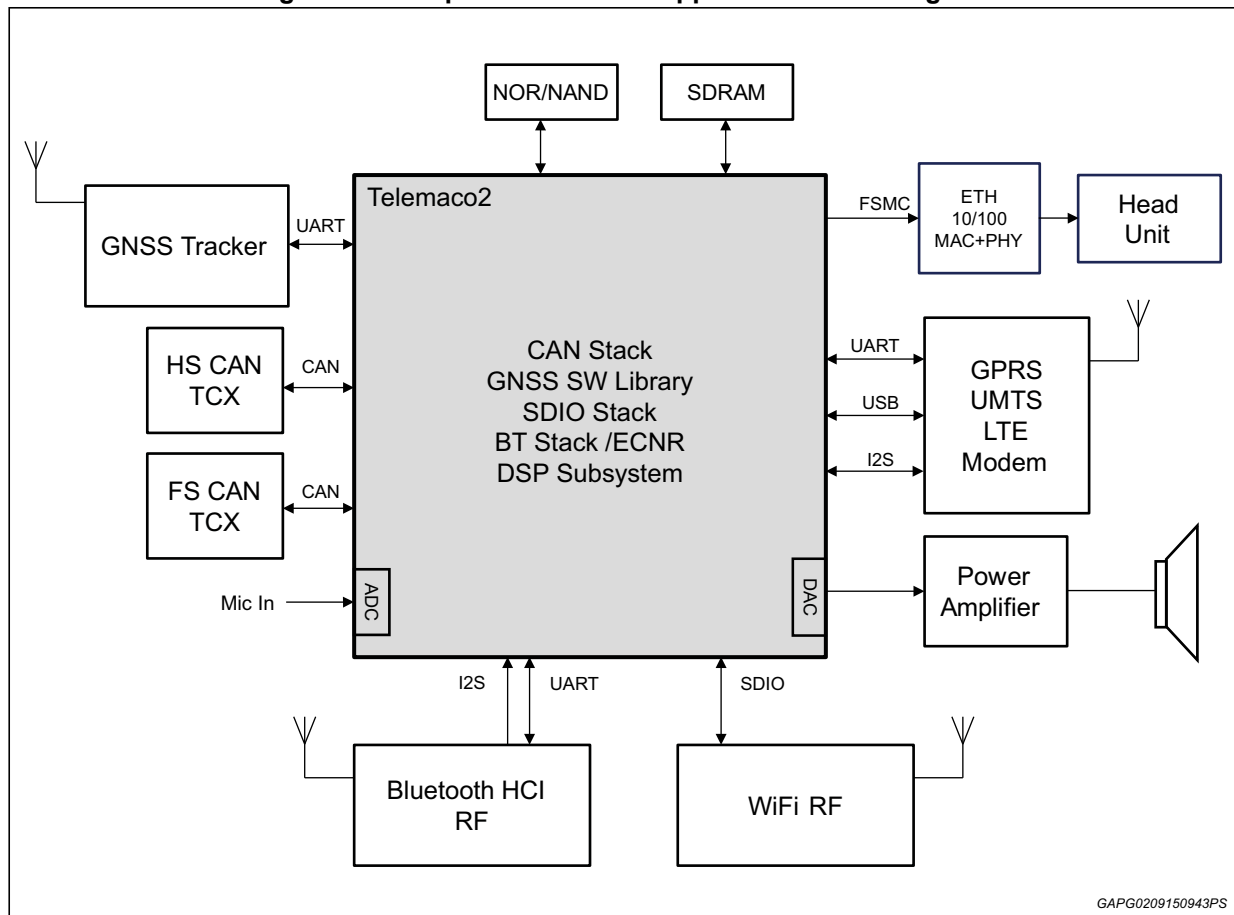 NOR/NAND
SDRAM
Telemaco2
GNSS Tracker
UART
FSMC
ETH
10/100
MAC+PHY
Head
Unit
HS CAN
TCX
CAN
FS CAN
TCX
CAN
CAN Stack
GNSS SW Library
SDIO Stack
BT Stack /ECNR
DSP Subsystem
UART
USB
I2S
GPRS
UMTS
LTE
Modem
Mic In
ADC
DAC
Power
Amplifier
I2S
UART
SDIO
Bluetooth HCI
RF
WiFi RF
GAPG0209150943PS